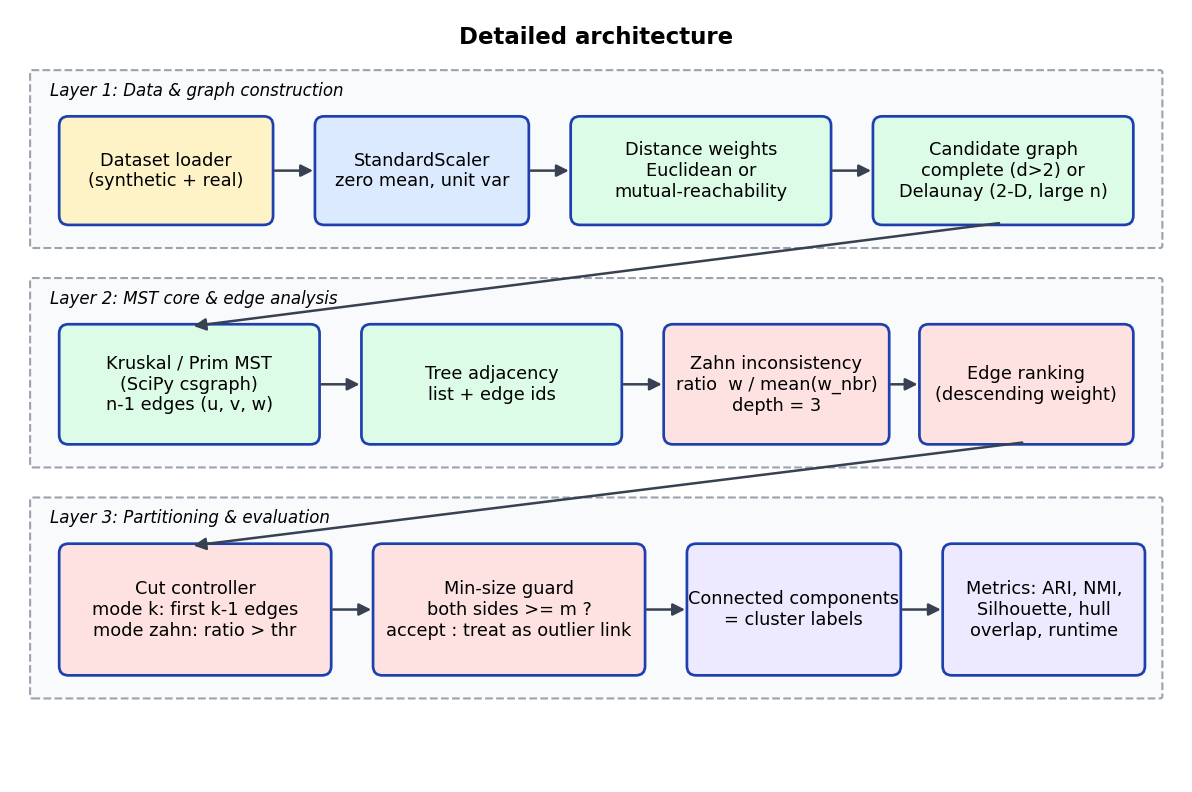 Detailed architecture
Layer 1: Data & graph construction
Dataset loader
(synthetic + real)
StandardScaler
zero mean, unit var
Distance weights
Euclidean or
mutual-reachability
Candidate graph
complete (d>2) or
Delaunay (2-D, large n)
Layer 2: MST core & edge analysis
Kruskal / Prim MST
(SciPy csgraph)
n-1 edges (u, v, w)
Tree adjacency
list + edge ids
Zahn inconsistency
ratio  w / mean(w_nbr)
depth = 3
Edge ranking
(descending weight)
Layer 3: Partitioning & evaluation
Cut controller
mode k: first k-1 edges
mode zahn: ratio > thr
Min-size guard
both sides >= m ?
accept : treat as outlier link
Connected components
= cluster labels
Metrics: ARI, NMI,
Silhouette, hull
overlap, runtime